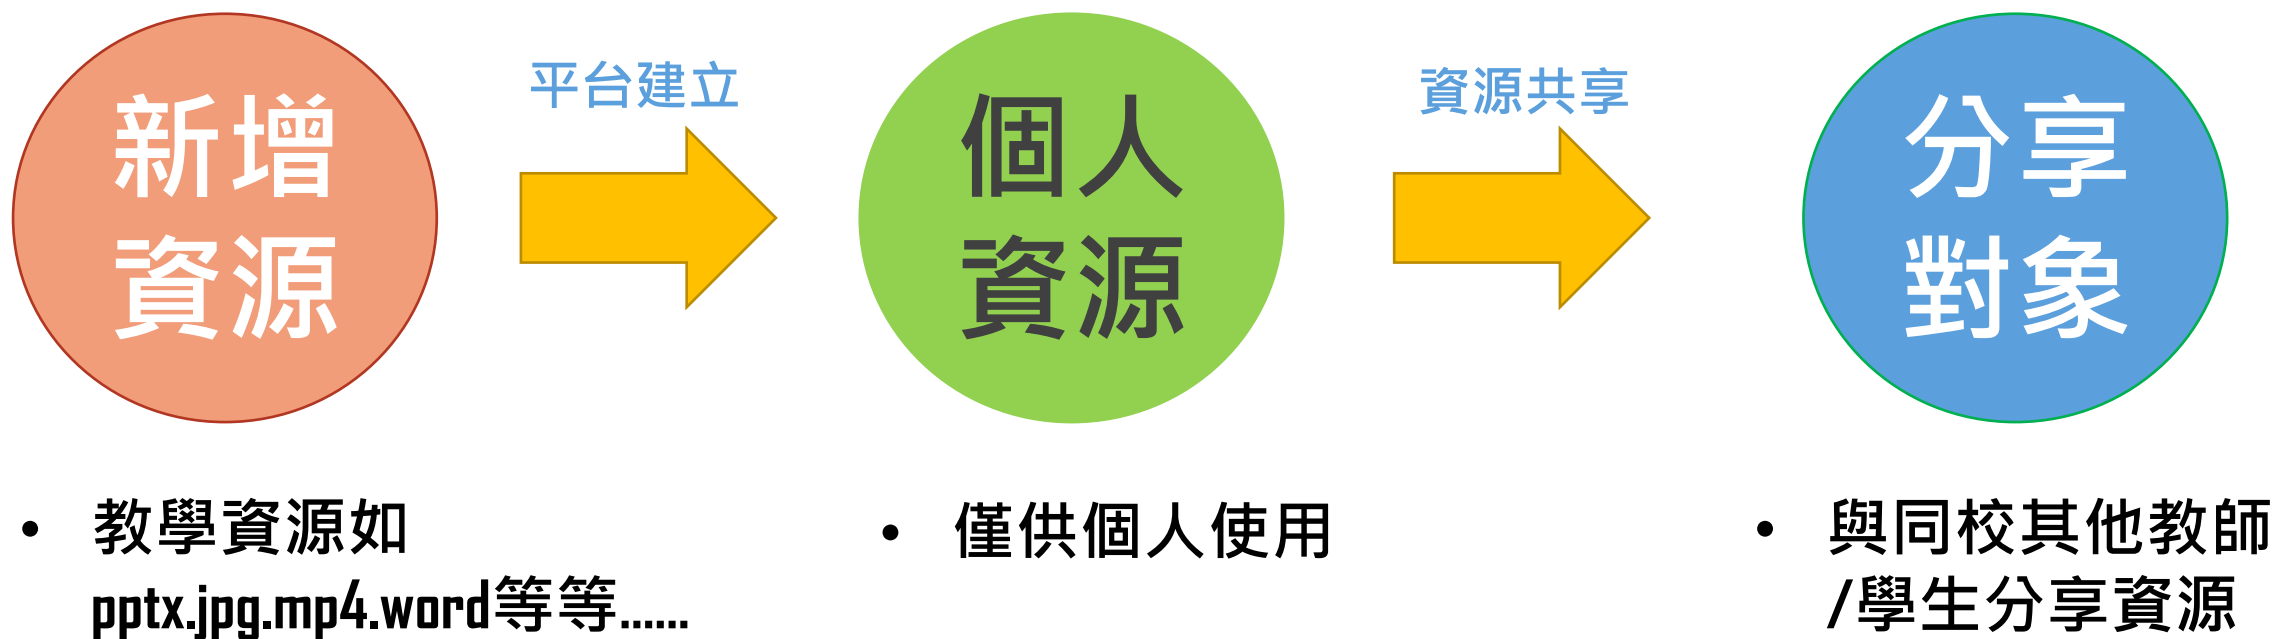 新增
資源
平台建立
個人
資源
資源共享
分享
對象
• 教學資源如
pptx.jpg.mp4.word等等......
• 僅供個人使用
• 與同校其他教師
/學生分享資源